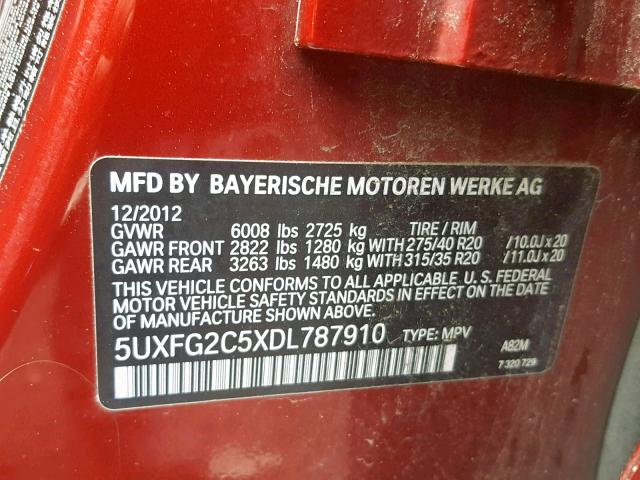 MFD BY BAYERISCHE MOTOREN WERKE AG
12/2012
GVWR 6008 lbs 2725 kg TIRE / RIM
GAWR FRONT 2822 lbs 1280 kg WITH 275/40 R20 /10.0J x 20
GAWR REAR 3263 lbs 1480 kg WITH 315/35 R20 /11.0J x 20
THIS VEHICLE CONFORMS TO ALL APPLICABLE U.S. FEDERAL
MOTOR VEHICLE SAFETY STANDARDS IN EFFECT ON THE DATE
OF MANUFACTURE SHOWN ABOVE.
5UXFG2C5XDL787910 TYPE: MPV A82M
7 320 729